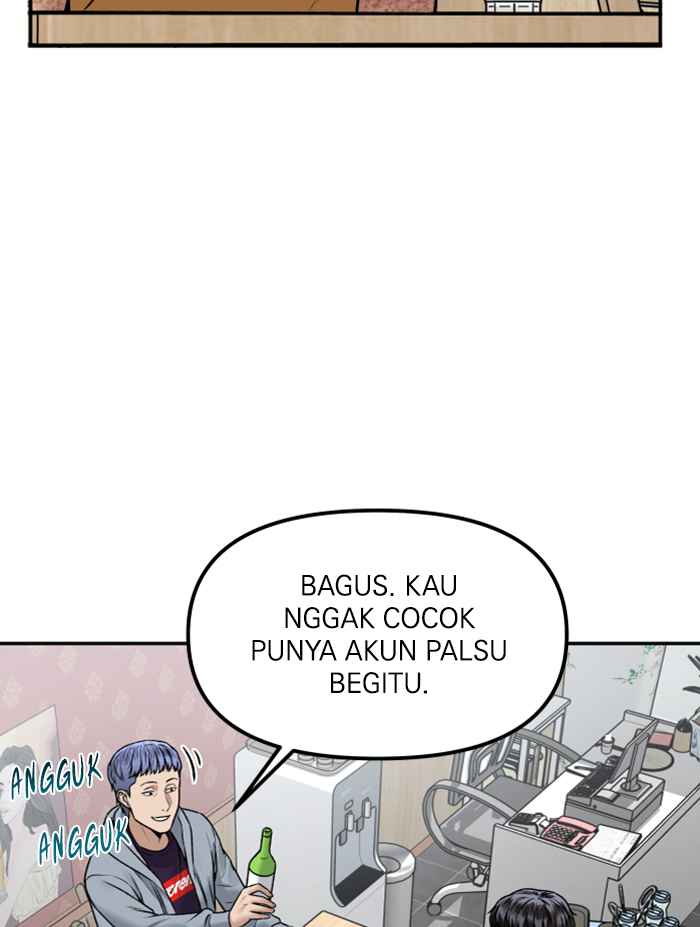 BAGUS. KAU
NGGAK COCOK
PUNYA AKUN PALSU
BEGITU.
ANGGUK
ANGGUK